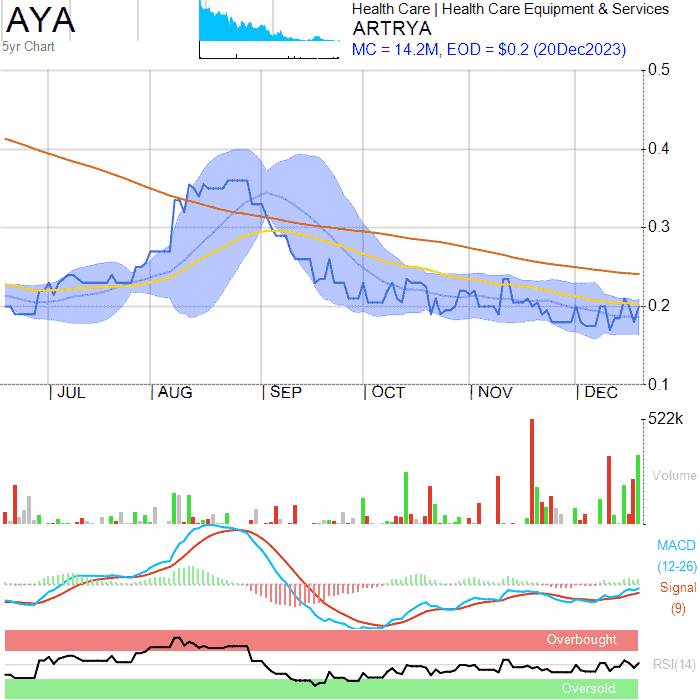 AYA
5yr Chart
Health Care | Health Care Equipment & Services
ARTRYA
MC = 14.2M, EOD = $0.2 (20Dec2023)
0.5
0.4
0.3
0.2
0.1
JUL AUG SEP OCT NOV DEC
522k
Volume
MACD
(12-26)
Signal
(9)
Overbought
RSI(14)
Oversold